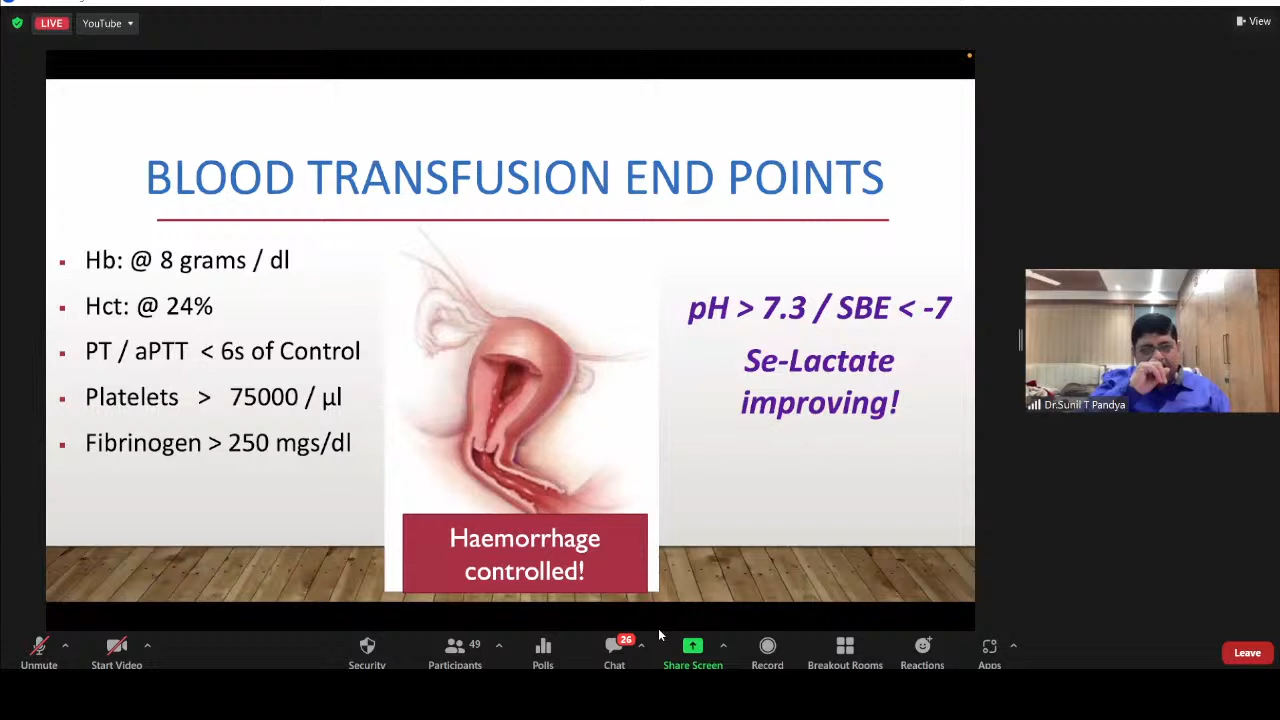 LIVE
YouTube
View
BLOOD TRANSFUSION END POINTS
Hb: @ 8 grams / dl
Hct: @ 24%
PT / aPTT < 6s of Control
Platelets > 75000 / µl
Fibrinogen > 250 mgs/dl
Haemorrhage
controlled!
pH > 7.3 / SBE < -7
Se-Lactate
improving!
Dr.Sunil T Pandya
Unmute
Start Video
Security
49
Participants
Polls
26
Chat
Share Screen
Record
Breakout Rooms
Reactions
Apps
Leave